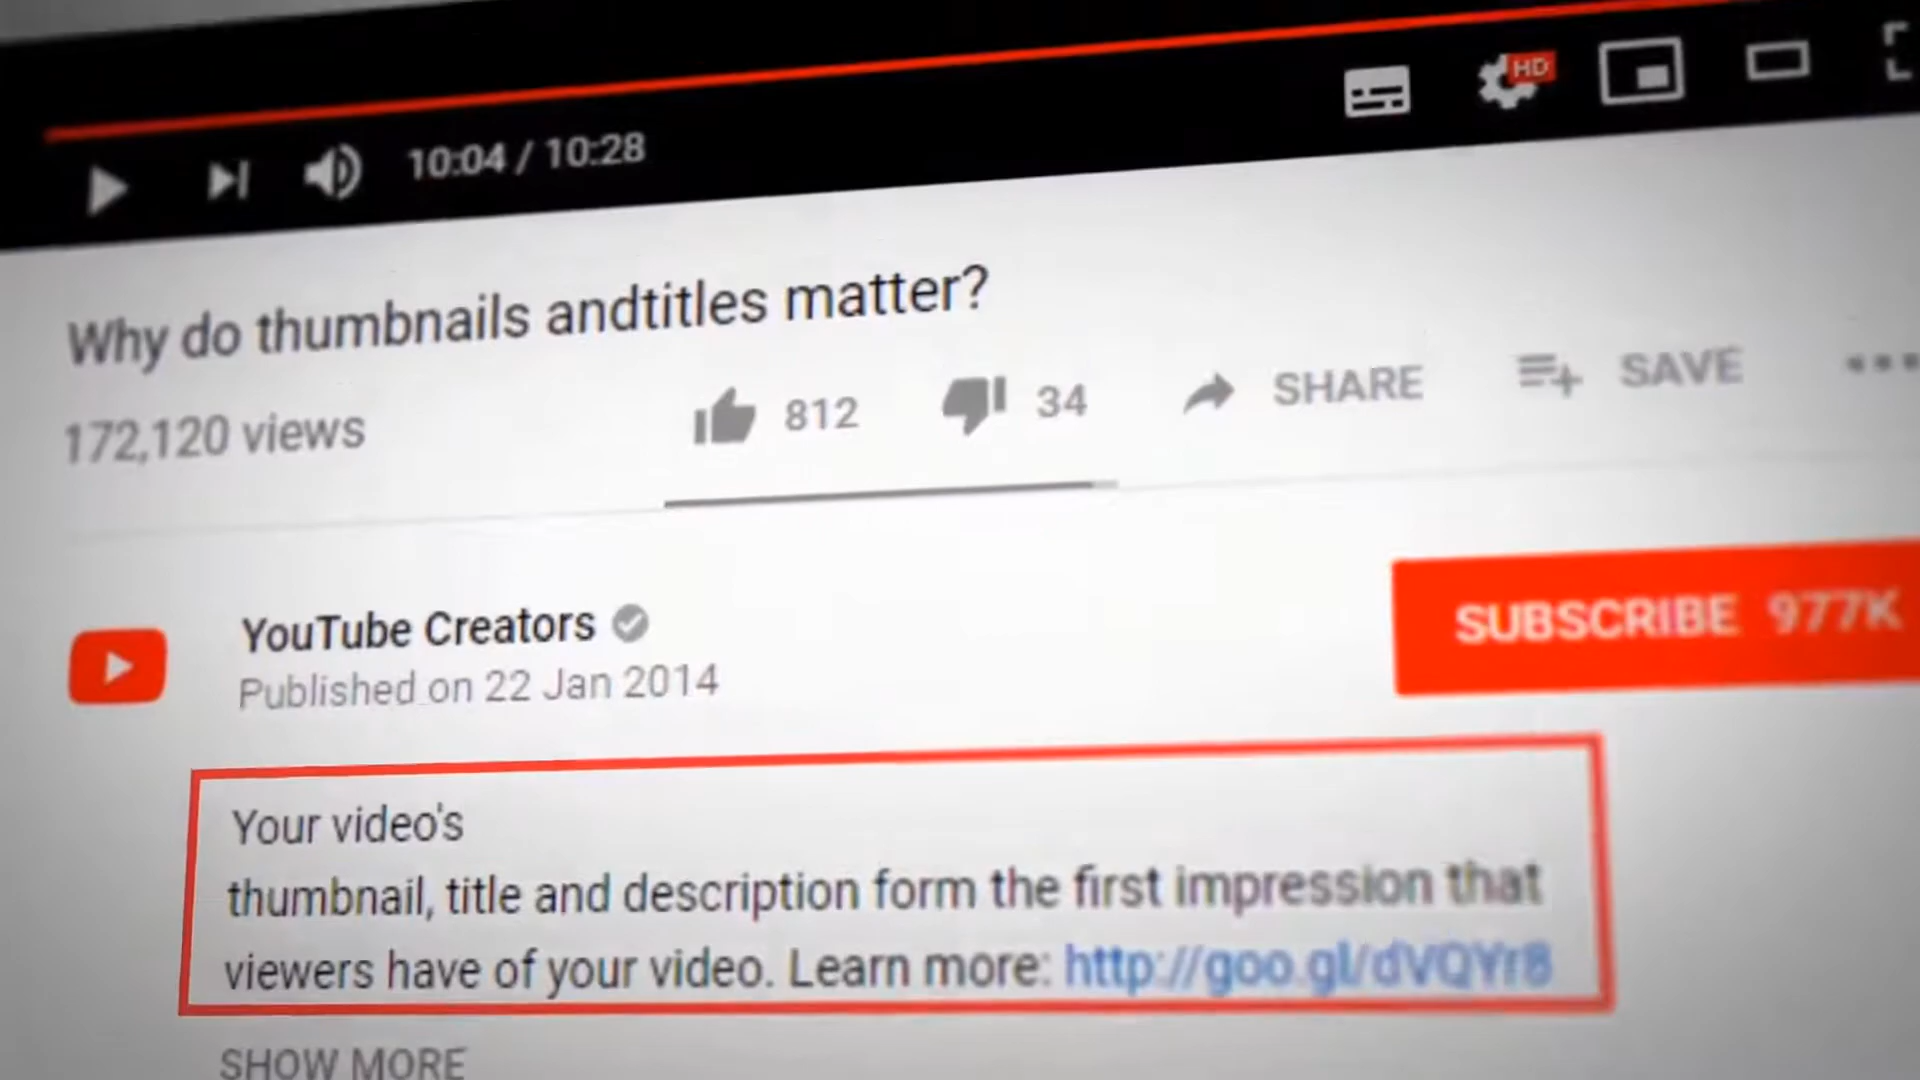 HD
10:04 / 10:28
Why do thumbnails andtitles matter?
172,120 views
812
34
SHARE
SAVE
YouTube Creators
Published on 22 Jan 2014
SUBSCRIBE 977K
Your video's
thumbnail, title and description form the first impression that
viewers have of your video. Learn more: http://goo.gl/dVQYr8
SHOW MORE